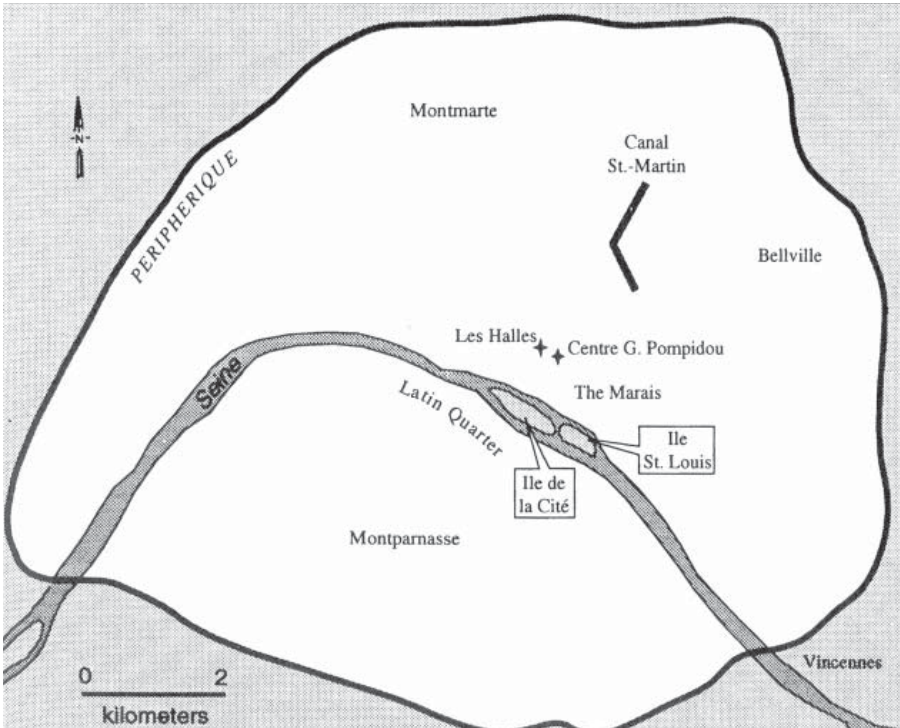 Montmarte
N
Canal
St.-Martin
PERIPHERIQUE
Bellville
Les Halles
Centre G. Pompidou
Seine
The Marais
Latin Quarter
Ile
St. Louis
Ile de
la Cité
Montparnasse
Vincennes
0 2
kilometers